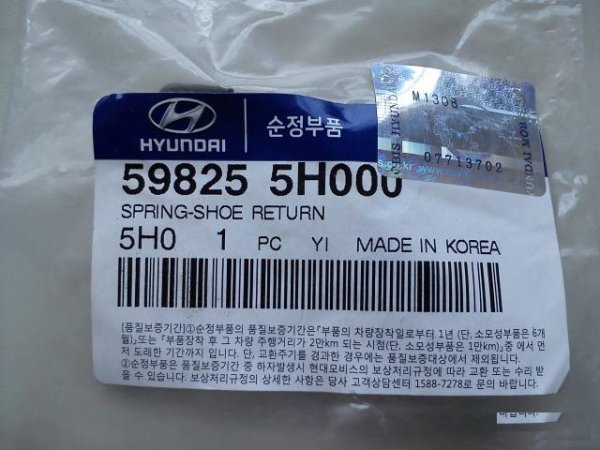 HYUNDAI
순정부품
M1308
07713702
59825 5H000
SPRING-SHOE RETURN
5H0 1 PC YI MADE IN KOREA
[품질보증기간]①순정부품의 품질보증기간은「부품의 차량장착일로부터 1년 (단, 소모성부품은 6개
월)」또는「부품장착 후 그 차량 주행거리가 2만km 되는 시점(단, 소모성부품은 1만km)」중 에서 먼
저 도래한 기간까지 입니다. 단, 교환주기를 경과한 경우에는 품질보증대상에서 제외됩니다.
②순정부품은 품질보증기간 중 하자발생시 현대모비스의 보상처리규정에 따라 교환 또는 수리 받
을 수 있습니다. 보상처리규정의 상세한 사항은 당사 고객상담센터 1588-7278로 문의 바랍니다.